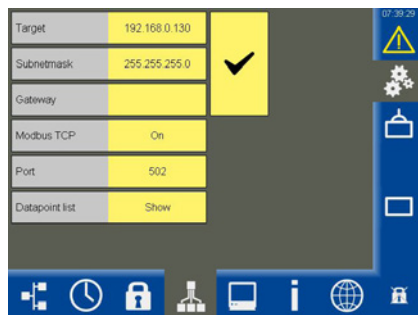 07:39:29
Target 192.168.0.130
Subnetmask 255.255.255.0
Gateway
Modbus TCP On
Port 502
Datapoint list Show